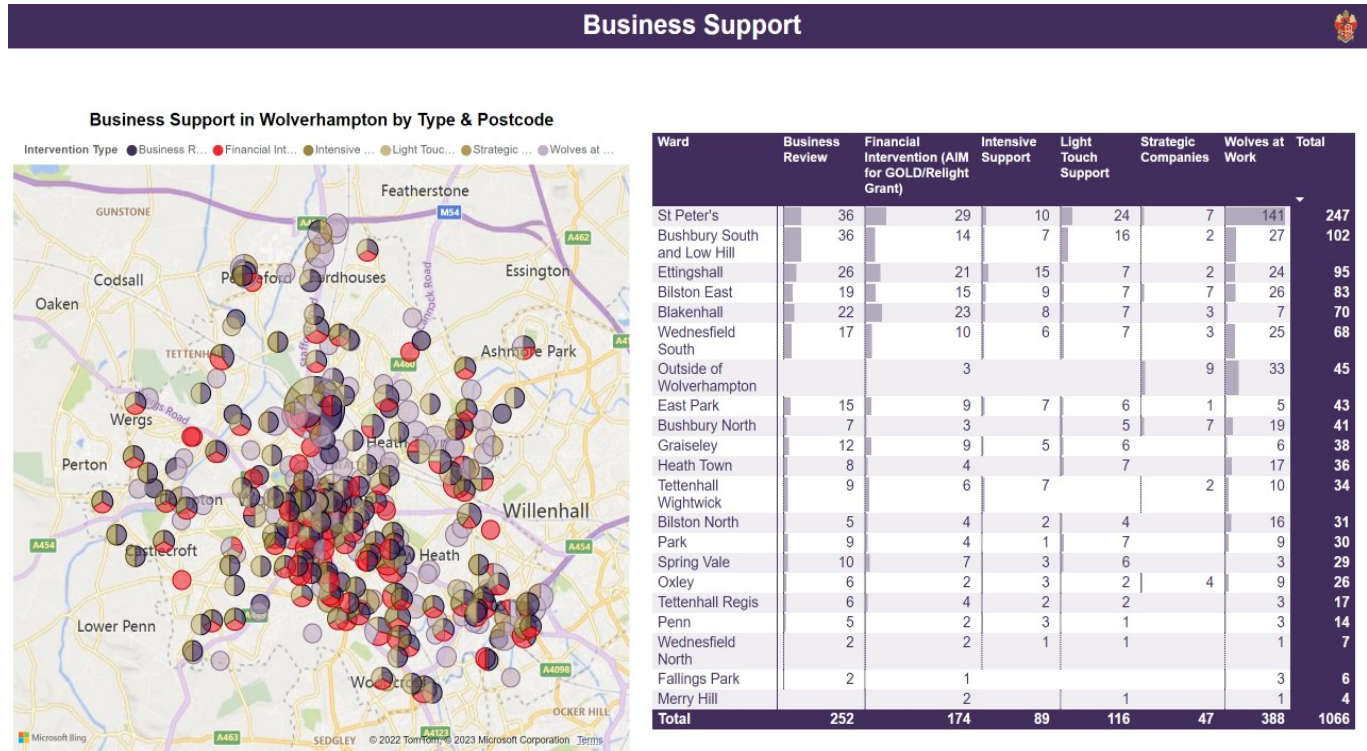 Business Support
Business Support in Wolverhampton by Type & Postcode
Intervention Type Business R... Financial Int... Intensive ... Light Touc... Strategic ... Wolves at ...
Featherstone
GUNSTONE
M54
A462
Codsall
Fordhouses
Essington
Oaken
Cannock Road
TETTENHALL
Ashmore Park
A460
Wergs
Heath
Perton
Willenhall
A454
A454
Castlecroft
Heath
Lower Penn
A4098
OCKER HILL
Microsoft Bing
A463
SEDGLEY
© 2022 TomTom, © 2023 Microsoft Corporation Terms
A4123
Ward Business Review Financial Intervention (AIM for GOLD/Relight Grant) Intensive Support Light Touch Support Strategic Companies Wolves at Work Total
St Peter's 36 29 10 24 7 141 247
Bushbury South and Low Hill 36 14 7 16 2 27 102
Ettingshall 26 21 15 7 2 24 95
Bilston East 19 15 9 7 7 26 83
Blakenhall 22 23 8 7 3 7 70
Wednesfield South 17 10 6 7 3 25 68
Outside of Wolverhampton 3 9 33 45
East Park 15 9 7 6 1 5 43
Bushbury North 7 3 5 7 19 41
Graiseley 12 9 5 6 6 38
Heath Town 8 4 7 17 36
Tettenhall Wightwick 9 6 7 2 10 34
Bilston North 5 4 2 4 16 31
Park 9 4 1 7 9 30
Spring Vale 10 7 3 6 3 29
Oxley 6 2 3 2 4 9 26
Tettenhall Regis 6 4 2 2 3 17
Penn 5 2 3 1 3 14
Wednesfield North 2 2 1 1 1 7
Fallings Park 2 1 3 6
Merry Hill 2 1 1 4
Total 252 174 89 116 47 388 1066